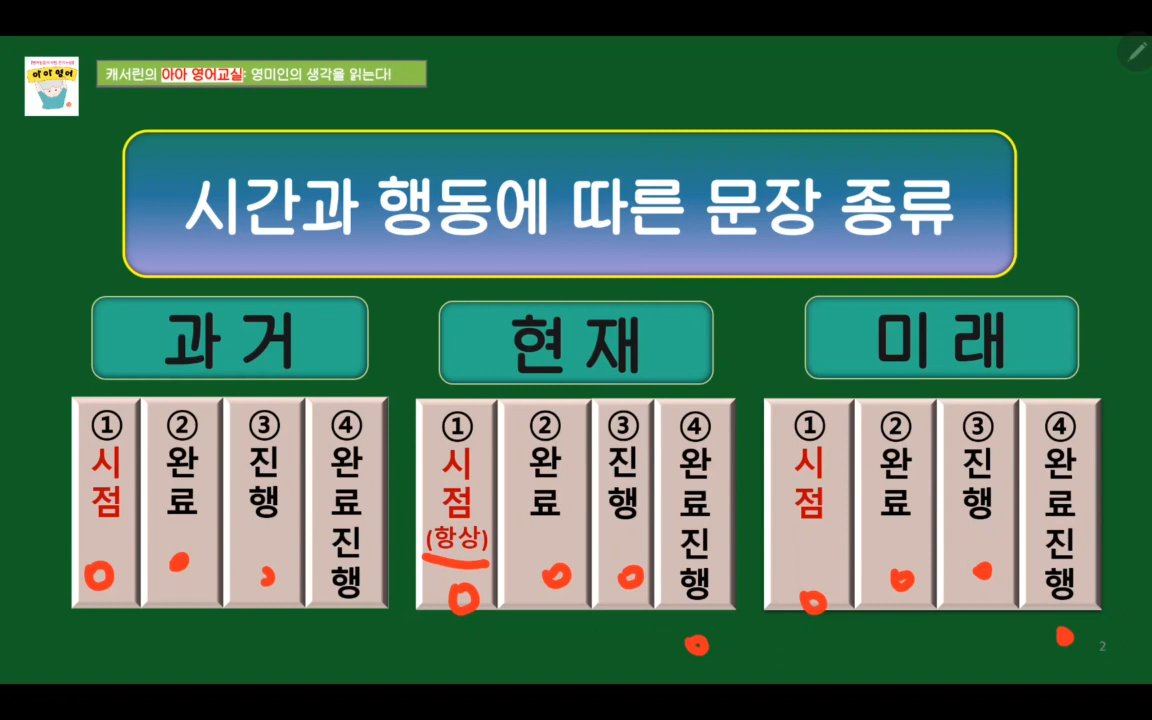 아 아 영어
캐서린의 아아 영어교실: 영미인의 생각을 읽는다!
시간과 행동에 따른 문장 종류
과 거
현 재
미 래
① 시점
② 완료
③ 진행
④ 완료진행
① 시점 (항상)
② 완료
③ 진행
④ 완료진행
① 시점
② 완료
③ 진행
④ 완료진행
2